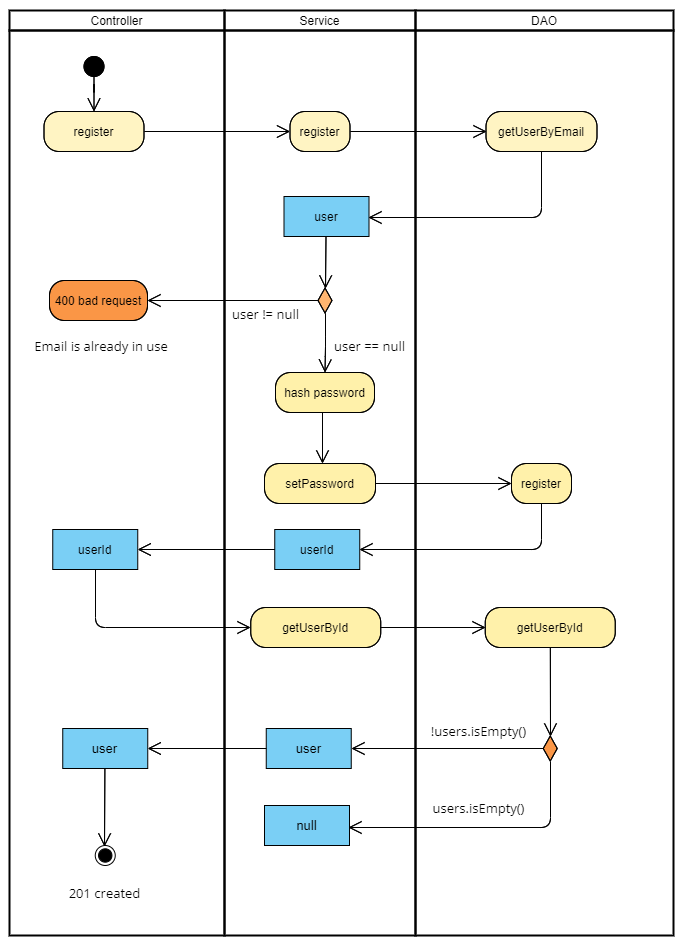 Controller
Service
DAO
register
register
getUserByEmail
user
400 bad request
user != null
Email is already in use
user == null
hash password
setPassword
register
userId
userId
getUserById
getUserById
!users.isEmpty()
user
user
users.isEmpty()
null
201 created